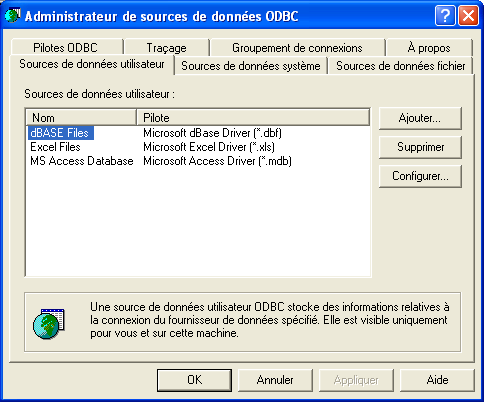 Administrateur de sources de données ODBC
Pilotes ODBC Traçage Groupement de connexions À propos
Sources de données utilisateur Sources de données système Sources de données fichier
Sources de données utilisateur :
Nom Pilote
dBASE Files Microsoft dBase Driver (*.dbf)
Excel Files Microsoft Excel Driver (*.xls)
MS Access Database Microsoft Access Driver (*.mdb)
Ajouter...
Supprimer
Configurer...
Une source de données utilisateur ODBC stocke des informations relatives à
la connexion du fournisseur de données spécifié. Elle est visible uniquement
pour vous et sur cette machine.
OK Annuler Appliquer Aide